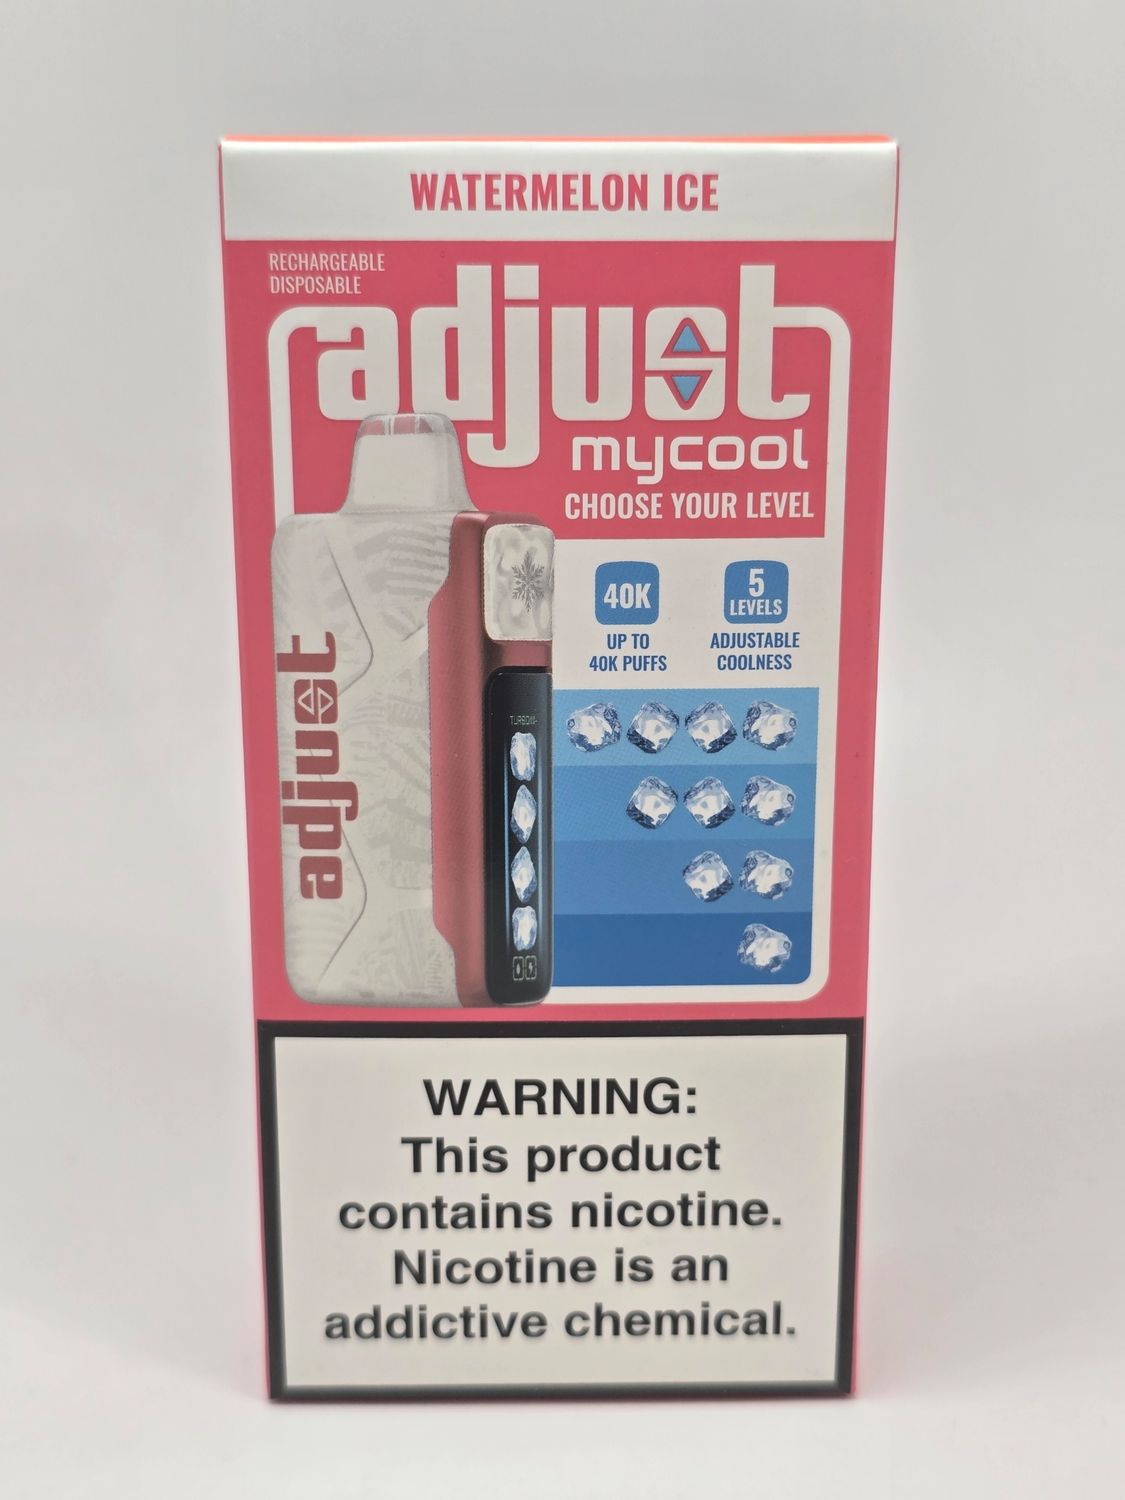 WATERMELON ICE
RECHARGEABLE
DISPOSABLE
adjust
mycool
CHOOSE YOUR LEVEL
40K
5
LEVELS
UP TO
40K PUFFS
ADJUSTABLE
COOLNESS
adjust
WARNING:
This product
contains nicotine.
Nicotine is an
addictive chemical.